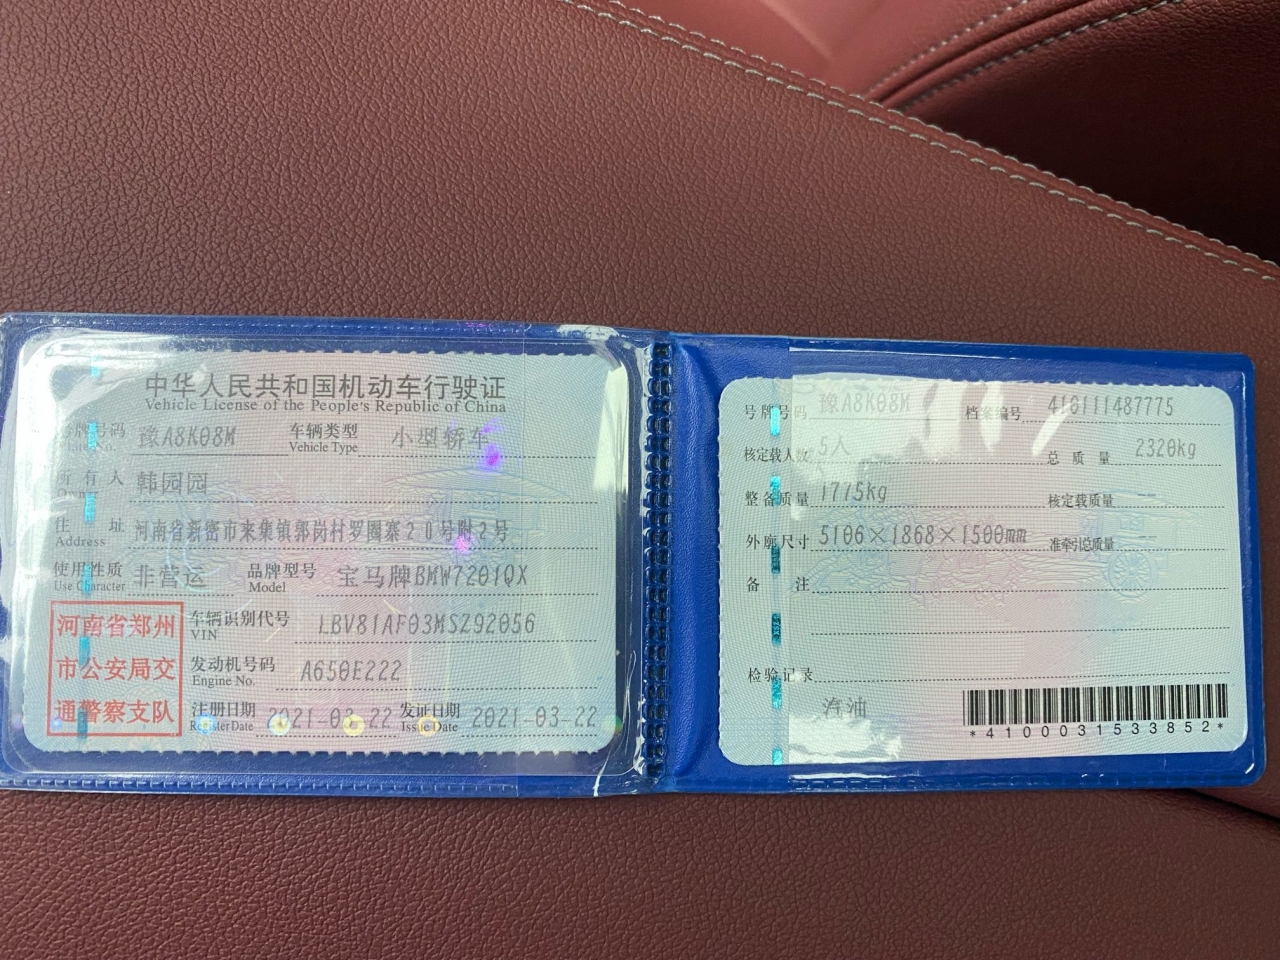 中华人民共和国机动车行驶证
Vehicle License of the People's Republic of China
号牌号码 豫A8K08M 车辆类型 小型轿车
Plate No. Vehicle Type
所有人 韩园园
Owner
住址 河南省新密市来集镇郭岗村罗圈寨20号附2号
Address
使用性质 非营运 品牌型号 宝马牌BMW7201QX
Use Character Model
车辆识别代号 LBV81AF03MSZ92056
VIN
发动机号码 A650E222
Engine No.
注册日期 2021-03-22 发证日期 2021-03-22
Register Date Issue Date
河南省郑州
市公安局交
通警察支队
号牌号码 豫A8K08M 档案编号 410111487775
核定载人数 5人 总质量 2320kg
整备质量 1775kg 核定载质量 --
外廓尺寸 5106×1868×1500mm 准牵引总质量 --
备注
检验记录
汽油
*4100031533852*